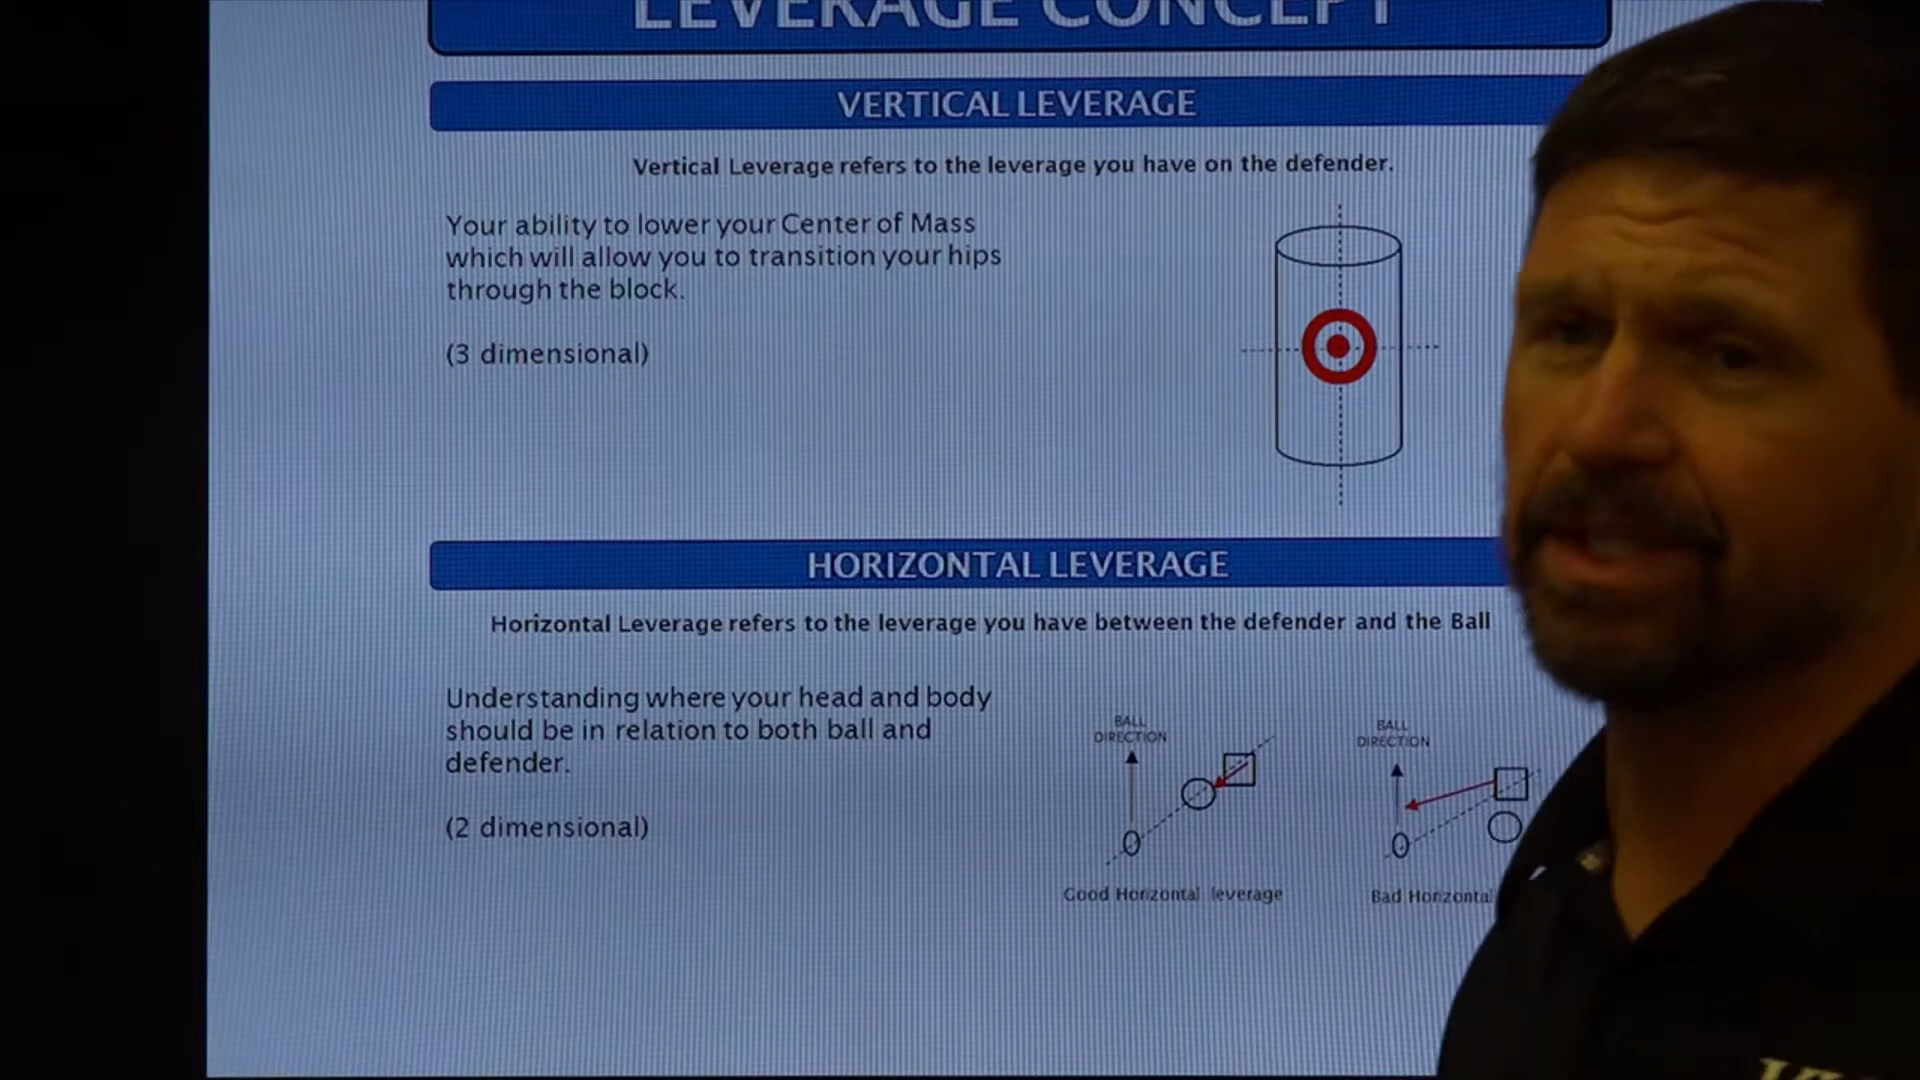 LEVERAGE CONCEPT
VERTICAL LEVERAGE
Vertical Leverage refers to the leverage you have on the defender.
Your ability to lower your Center of Mass
which will allow you to transition your hips
through the block.
(3 dimensional)
HORIZONTAL LEVERAGE
Horizontal Leverage refers to the leverage you have between the defender and the Ball
Understanding where your head and body
should be in relation to both ball and
defender.
(2 dimensional)
BALL
DIRECTION
Good Horizontal leverage
BALL
DIRECTION
Bad Horizontal